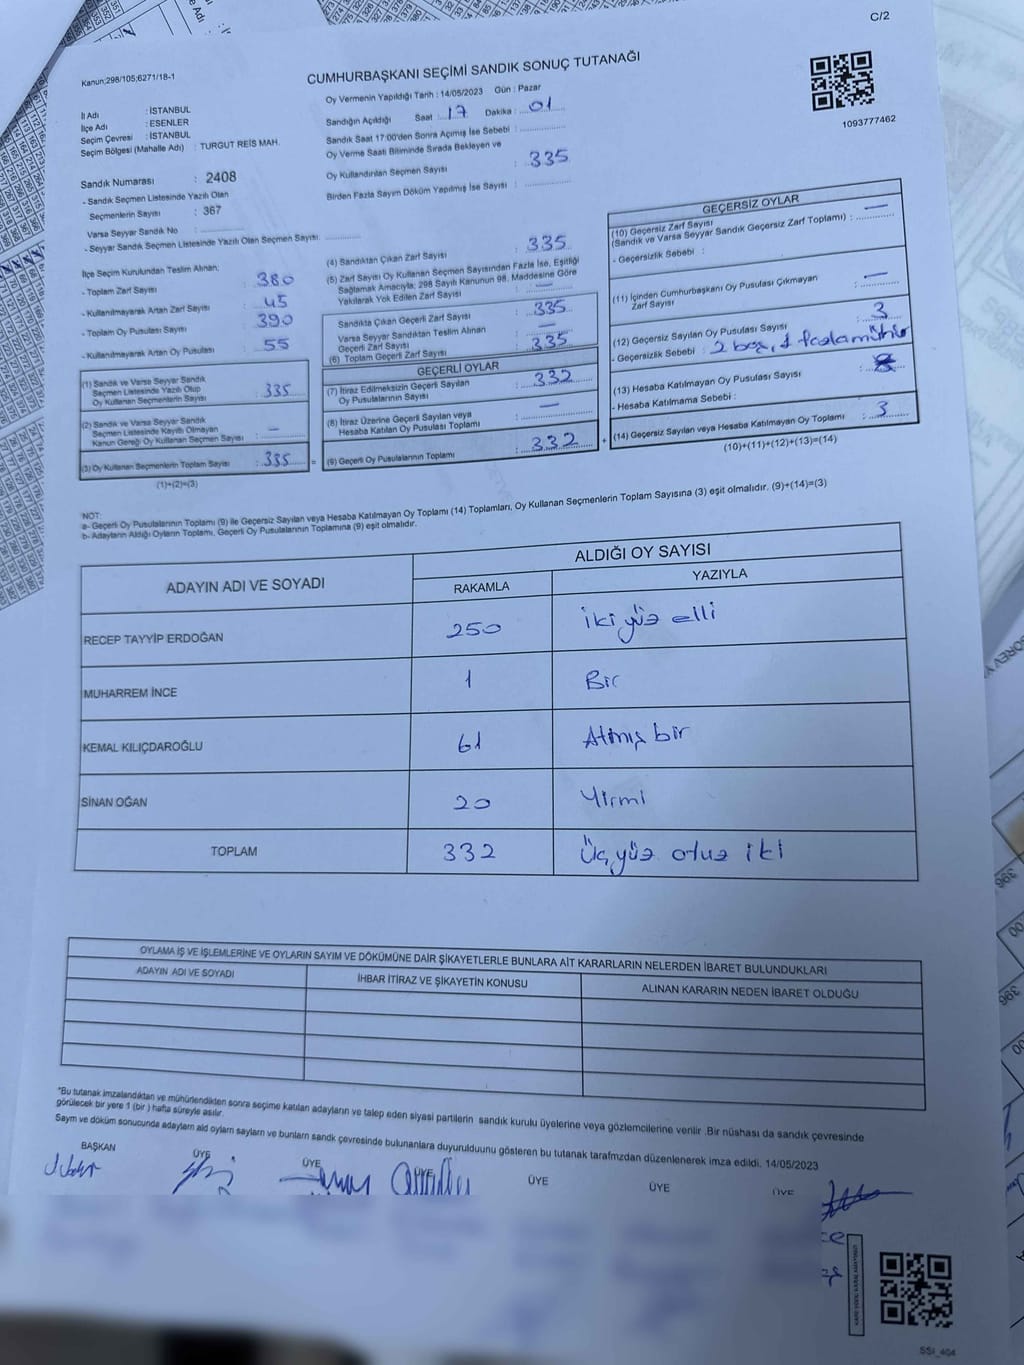 C/2
Kanun;298/105;6271/18-1
CUMHURBAŞKANI SEÇİMİ SANDIK SONUÇ TUTANAĞI
İl Adı : İSTANBUL
İlçe Adı : ESENLER
Seçim Çevresi : İSTANBUL
Seçim Bölgesi (Mahalle Adı) : TURGUT REİS MAH.
Sandık Numarası : 2408
- Sandık Seçmen Listesinde Yazılı Olan
Seçmenlerin Sayısı : 367
Varsa Seyyar Sandık No :
- Seyyar Sandık Seçmen Listesinde Yazılı Olan Seçmen Sayısı:
Oy Vermenin Yapıldığı Tarih : 14/05/2023 Gün : Pazar
Sandığın Açıldığı Saat : 17 Dakika : 01
Sandık Saat 17:00'den Sonra Açımış İse Sebebi :
Oy Verme Saati Bitiminde Sırada Bekleyen ve
Oy Kullandırılan Seçmen Sayısı : 335
Birden Fazla Sayım Döküm Yapılmış İse Sayısı :
1093777462
İlçe Seçim Kurulundan Teslim Alınan;
- Toplam Zarf Sayısı : 380
- Kullanılmayarak Artan Zarf Sayısı : 45
- Toplam Oy Pusulası Sayısı : 390
- Kullanılmayarak Artan Oy Pusulası : 55
(1) Sandık ve Varsa Seyyar Sandık
Seçmen Listesinde Yazılı Olup
Oy Kullanan Seçmenlerin Sayısı : 335
(2) Sandık ve Varsa Seyyar Sandık
Seçmen Listesinde Kayıtlı Olmayan
Kanun Gereği Oy Kullanan Seçmen Sayısı : —
(3) Oy Kullanan Seçmenlerin Toplam Sayısı : 335 =
(1)+(2)=(3)
(4) Sandıktan Çıkan Zarf Sayısı : 335
(5) Zarf Sayısı Oy Kullanan Seçmen Sayısından Fazla İse, Eşitliği
Sağlamak Amacıyla; 298 Sayılı Kanunun 98. Maddesine Göre
Yakılarak Yok Edilen Zarf Sayısı : —
Sandıkta Çıkan Geçerli Zarf Sayısı : 335
Varsa Seyyar Sandıktan Teslim Alınan
Geçerli Zarf Sayısı : —
(6) Toplam Geçerli Zarf Sayısı : 335
GEÇERLİ OYLAR
(7) İtiraz Edilmeksizin Geçerli Sayılan
Oy Pusulalarının Sayısı : 332
(8) İtiraz Üzerine Geçerli Sayılan veya
Hesaba Katılan Oy Pusulası Toplamı : —
(9) Geçerli Oy Pusulalarının Toplamı : 332 +
GEÇERSİZ OYLAR
(10) Geçersiz Zarf Sayısı
(Sandık ve Varsa Seyyar Sandık Geçersiz Zarf Toplamı) : —
- Geçersizlik Sebebi :
(11) İçinden Cumhurbaşkanı Oy Pusulası Çıkmayan
Zarf Sayısı : —
(12) Geçersiz Sayılan Oy Pusulası Sayısı : 3
- Geçersizlik Sebebi : 2 boş, 1 fazla mühür
(13) Hesaba Katılmayan Oy Pusulası Sayısı :
- Hesaba Katılmama Sebebi :
(14) Geçersiz Sayılan veya Hesaba Katılmayan Oy Toplamı : 3
(10)+(11)+(12)+(13)=(14)
NOT:
a- Geçerli Oy Pusulalarının Toplamı (9) ile Geçersiz Sayılan veya Hesaba Katılmayan Oy Toplamı (14) Toplamları, Oy Kullanan Seçmenlerin Toplam Sayısına (3) eşit olmalıdır. (9)+(14)=(3)
b- Adayların Aldığı Oyların Toplamı, Geçerli Oy Pusulalarının Toplamına (9) eşit olmalıdır.
ADAYIN ADI VE SOYADI
ALDIĞI OY SAYISI
RAKAMLA YAZIYLA
RECEP TAYYİP ERDOĞAN 250 iki yüz elli
MUHARREM İNCE 1 Bir
KEMAL KILIÇDAROĞLU 61 Atmış bir
SİNAN OĞAN 20 Yirmi
TOPLAM 332 Üç yüz otuz iki
OYLAMA İŞ VE İŞLEMLERİNE VE OYLARIN SAYIM VE DÖKÜMÜNE DAİR ŞİKAYETLERLE BUNLARA AİT KARARLARIN NELERDEN İBARET BULUNDUKLARI
ADAYIN ADI VE SOYADI İHBAR İTİRAZ VE ŞİKAYETİN KONUSU ALINAN KARARIN NEDEN İBARET OLDUĞU
*Bu tutanak imzalandıktan ve mühürlendikten sonra seçime katılan adayların ve talep eden siyasi partilerin sandık kurulu üyelerine veya gözlemcilerine verilir .Bir nüshası da sandık çevresinde
görülecek bir yere 1 (bir ) hafta süreyle asılır.
Saym ve döküm sonucunda adaylarn ald oylarn saylarn ve bunlarn sandk çevresinde bulunanlara duyurulduunu gösteren bu tutanak tarafmzdan düzenlenerek imza edildi. 14/05/2023
BAŞKAN ÜYE ÜYE ÜYE ÜYE ÜYE ÜYE
SSI_404